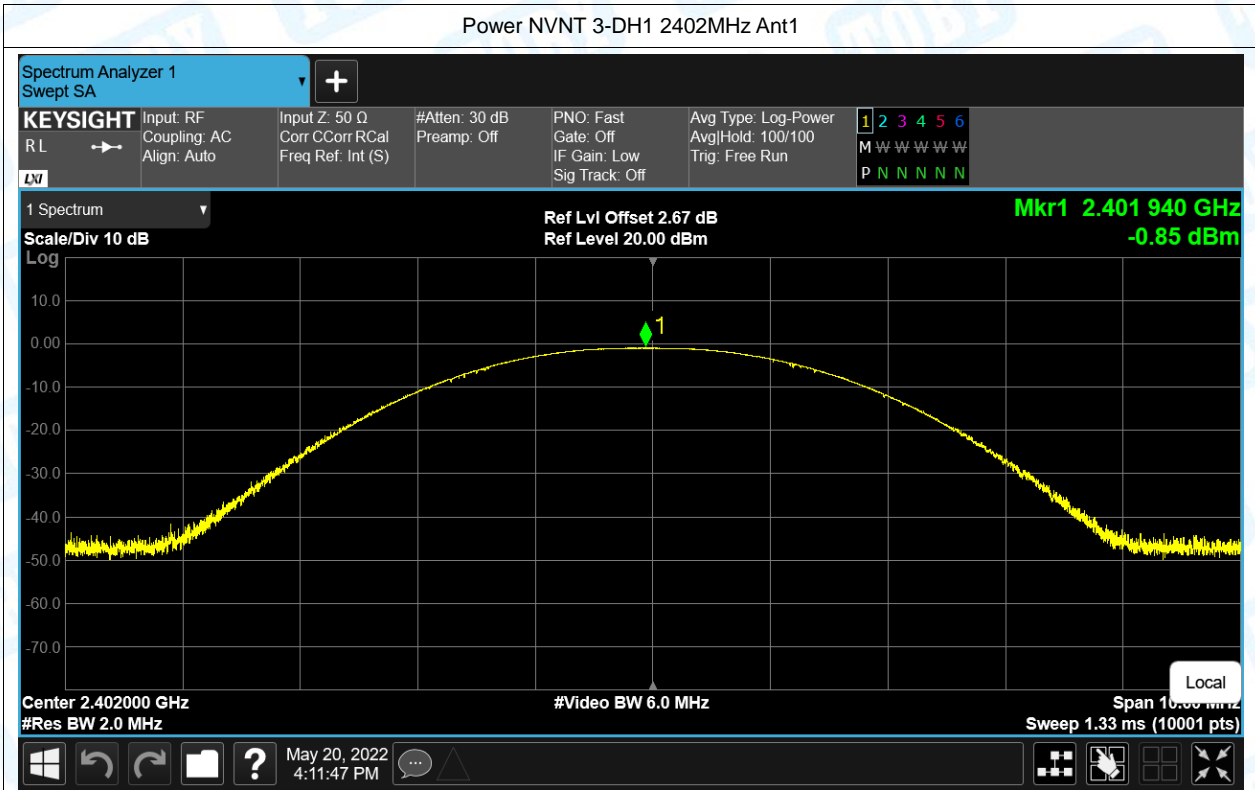 Power NVNT 3-DH1 2402MHz Ant1
Spectrum Analyzer 1
Swept SA
KEYSIGHT
R L
LXI
Input: RF
Coupling: AC
Align: Auto
Input Z: 50 Ω
Corr CCorr RCal
Freq Ref: Int (S)
#Atten: 30 dB
Preamp: Off
PNO: Fast
Gate: Off
IF Gain: Low
Sig Track: Off
Avg Type: Log-Power
Avg|Hold: 100/100
Trig: Free Run
1 2 3 4 5 6
M W W W W W
P N N N N N
1 Spectrum
Scale/Div 10 dB
Log
Ref Lvl Offset 2.67 dB
Ref Level 20.00 dBm
Mkr1 2.401 940 GHz
-0.85 dBm
1
10.0
0.00
-10.0
-20.0
-30.0
-40.0
-50.0
-60.0
-70.0
Local
Center 2.402000 GHz
#Video BW 6.0 MHz
Span 10.00 MHz
#Res BW 2.0 MHz
Sweep 1.33 ms (10001 pts)
?
May 20, 2022
4:11:47 PM